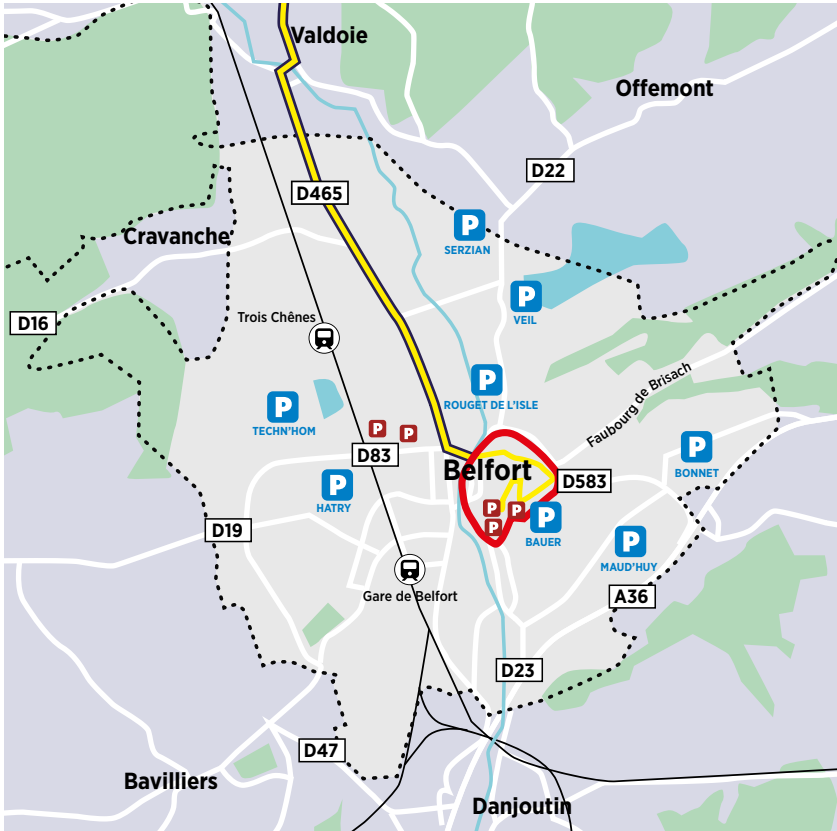 Valdoie
Offemont
D22
D465
P
SERZIAN
Cravanche
P
VEIL
D16
Trois Chênes
P
ROUGET DE L'ISLE
Faubourg de Brisach
P
TECHN'HOM
P
P
D83
P
BONNET
Belfort
D583
P
HATRY
P
P
P
P
BAUER
D19
P
MAUD'HUY
Gare de Belfort
A36
D23
D47
Bavilliers
Danjoutin